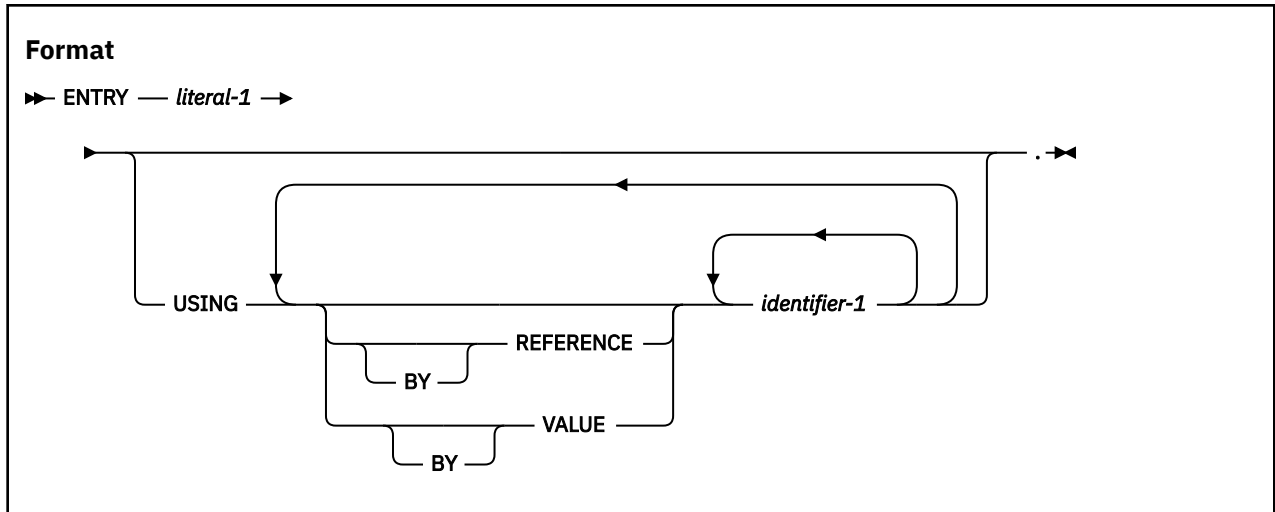 Format
ENTRY literal-1
.
USING identifier-1
REFERENCE
BY
VALUE
BY